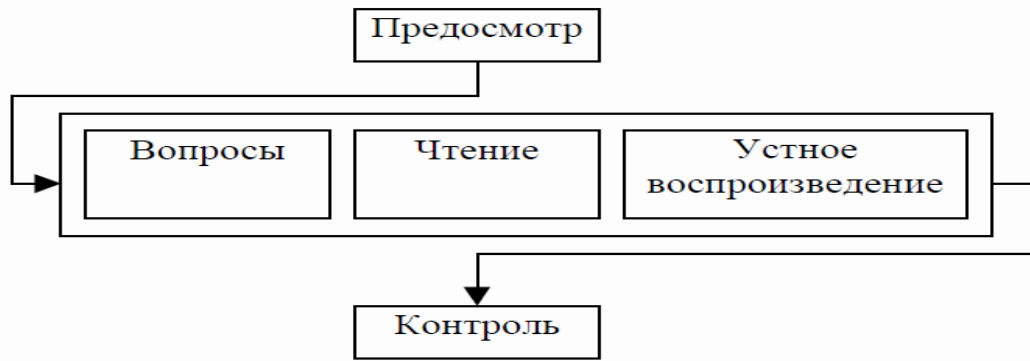 Предосмотр
Вопросы
Чтение
Устное
воспроизведение
Контроль